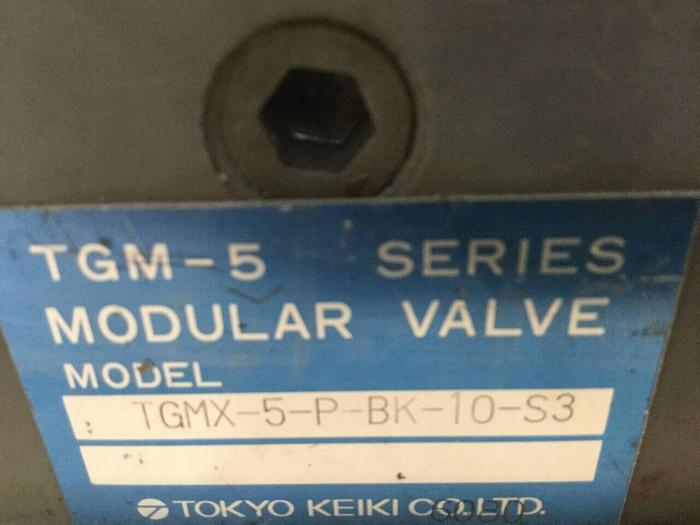 TGM-5 SERIES
MODULAR VALVE
MODEL
TGMX-5-P-BK-10-S3
TOKYO KEIKI CO.,LTD.